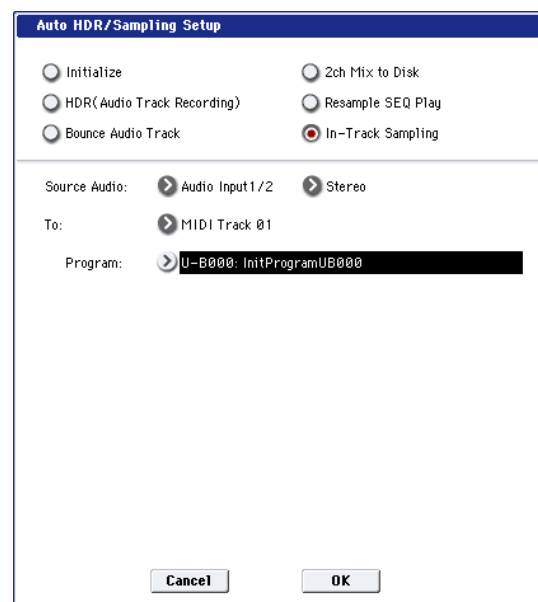 Auto HDR/Sampling Setup
Initialize
2ch Mix to Disk
HDR(Audio Track Recording)
Resample SEQ Play
Bounce Audio Track
In-Track Sampling
Source Audio: Audio Input1/2 Stereo
To: MIDI Track 01
Program: U-B000: InitProgramUB000
Cancel OK